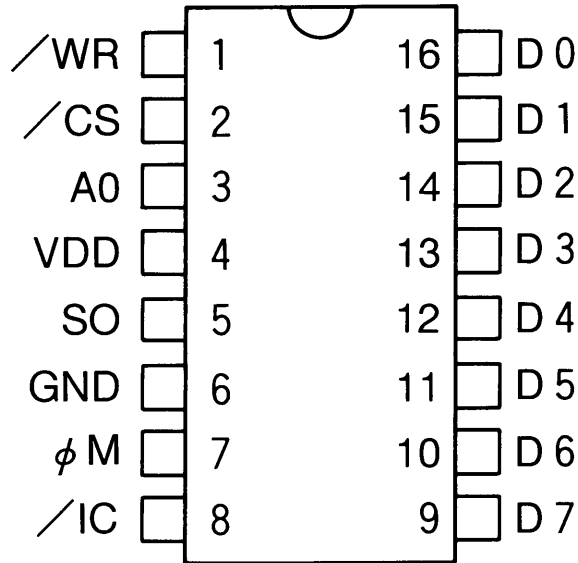 /WR 1 16 D0
/CS 2 15 D1
A0 3 14 D2
VDD 4 13 D3
SO 5 12 D4
GND 6 11 D5
φM 7 10 D6
/IC 8 9 D7